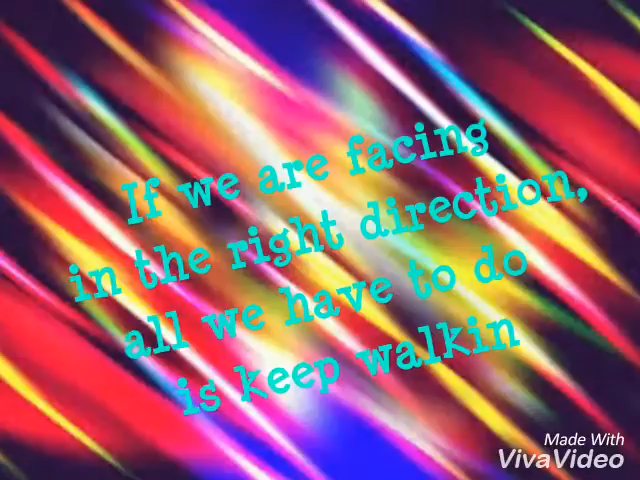 If we are facing
in the right direction,
all we have to do
is keep walkin
Made With
VivaVideo